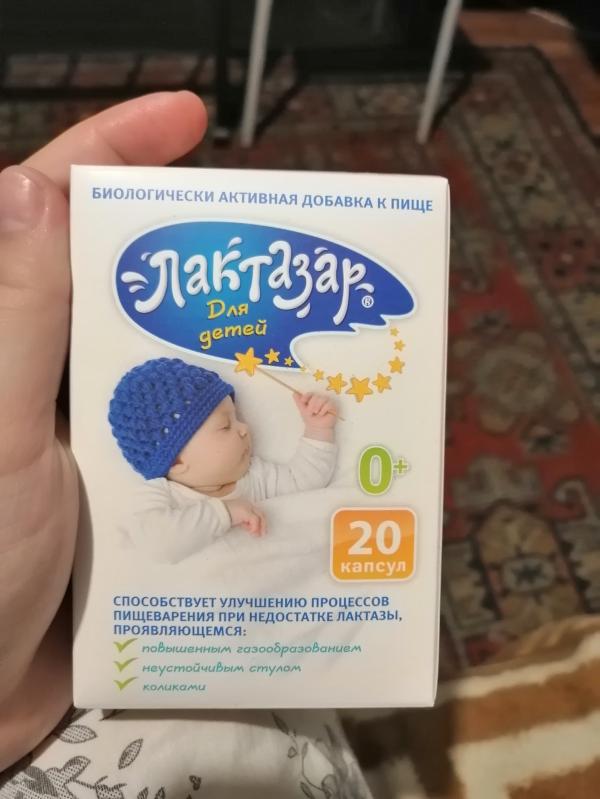 БИОЛОГИЧЕСКИ АКТИВНАЯ ДОБАВКА К ПИЩЕ
Лактазар®
Для
детей
0+
20
капсул
СПОСОБСТВУЕТ УЛУЧШЕНИЮ ПРОЦЕССОВ
ПИЩЕВАРЕНИЯ ПРИ НЕДОСТАТКЕ ЛАКТАЗЫ,
ПРОЯВЛЯЮЩЕМСЯ:
повышенным газообразованием
неустойчивым стулом
коликами